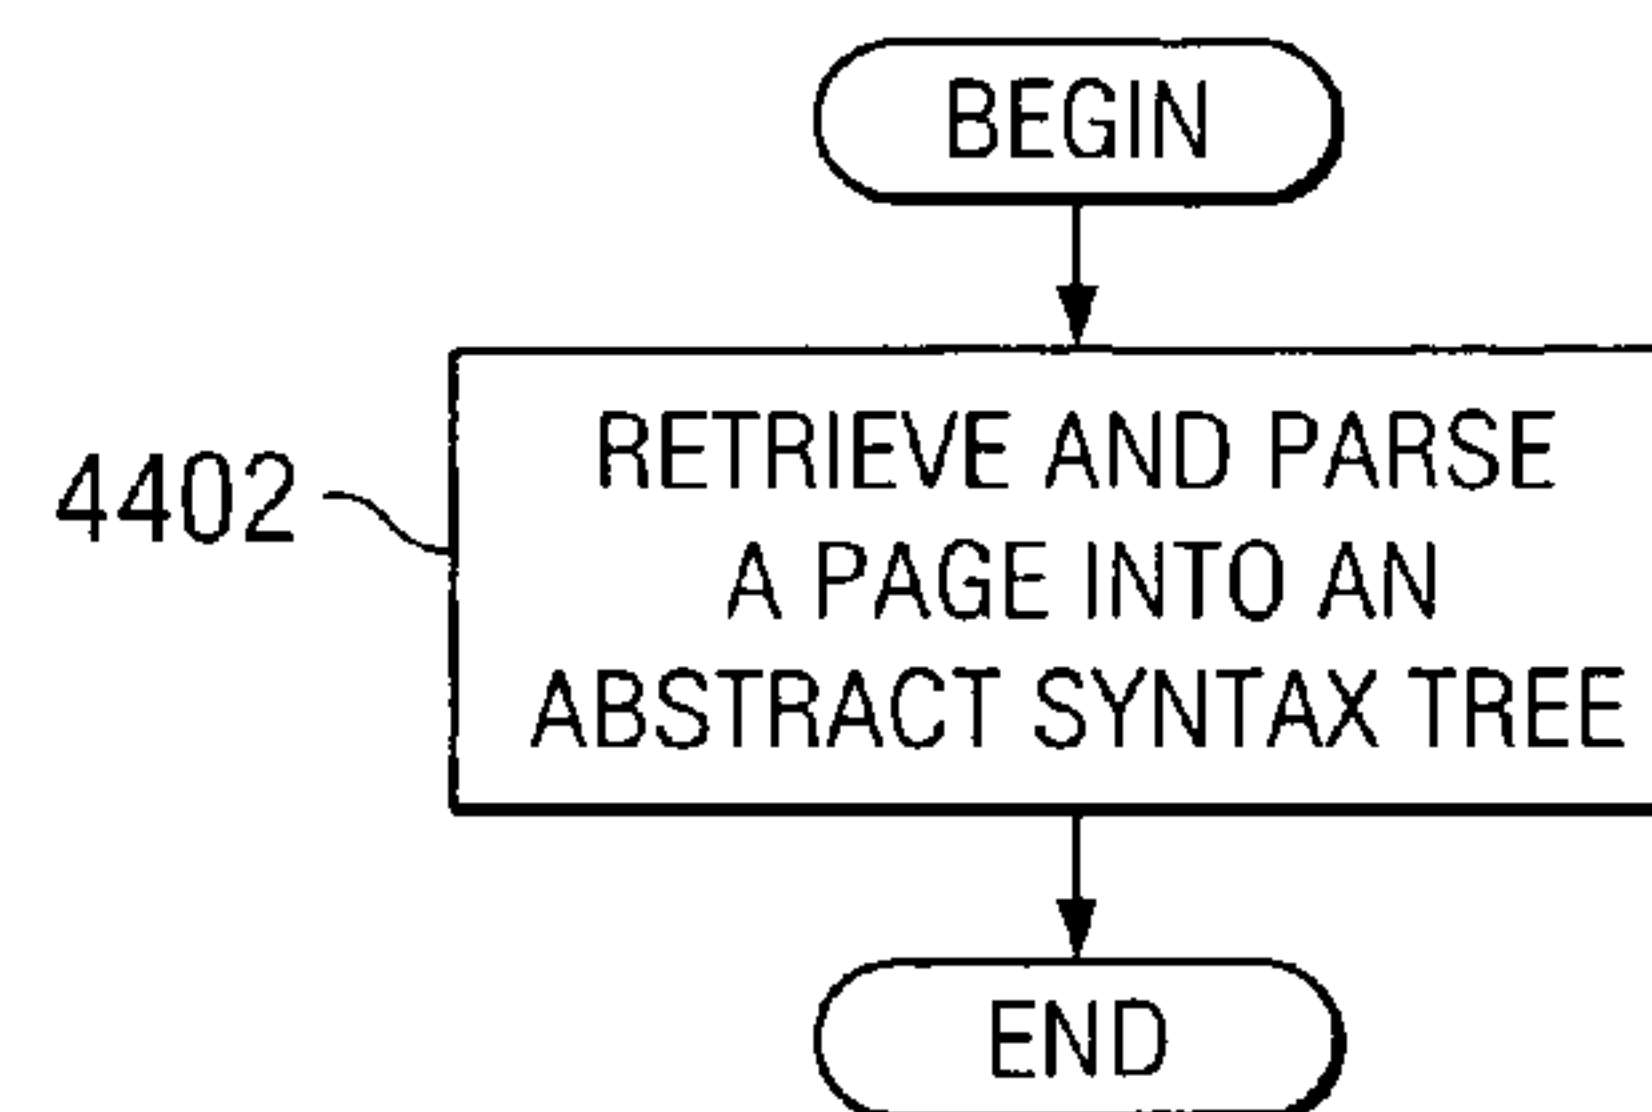 BEGIN
4402
RETRIEVE AND PARSE
A PAGE INTO AN
ABSTRACT SYNTAX TREE
END